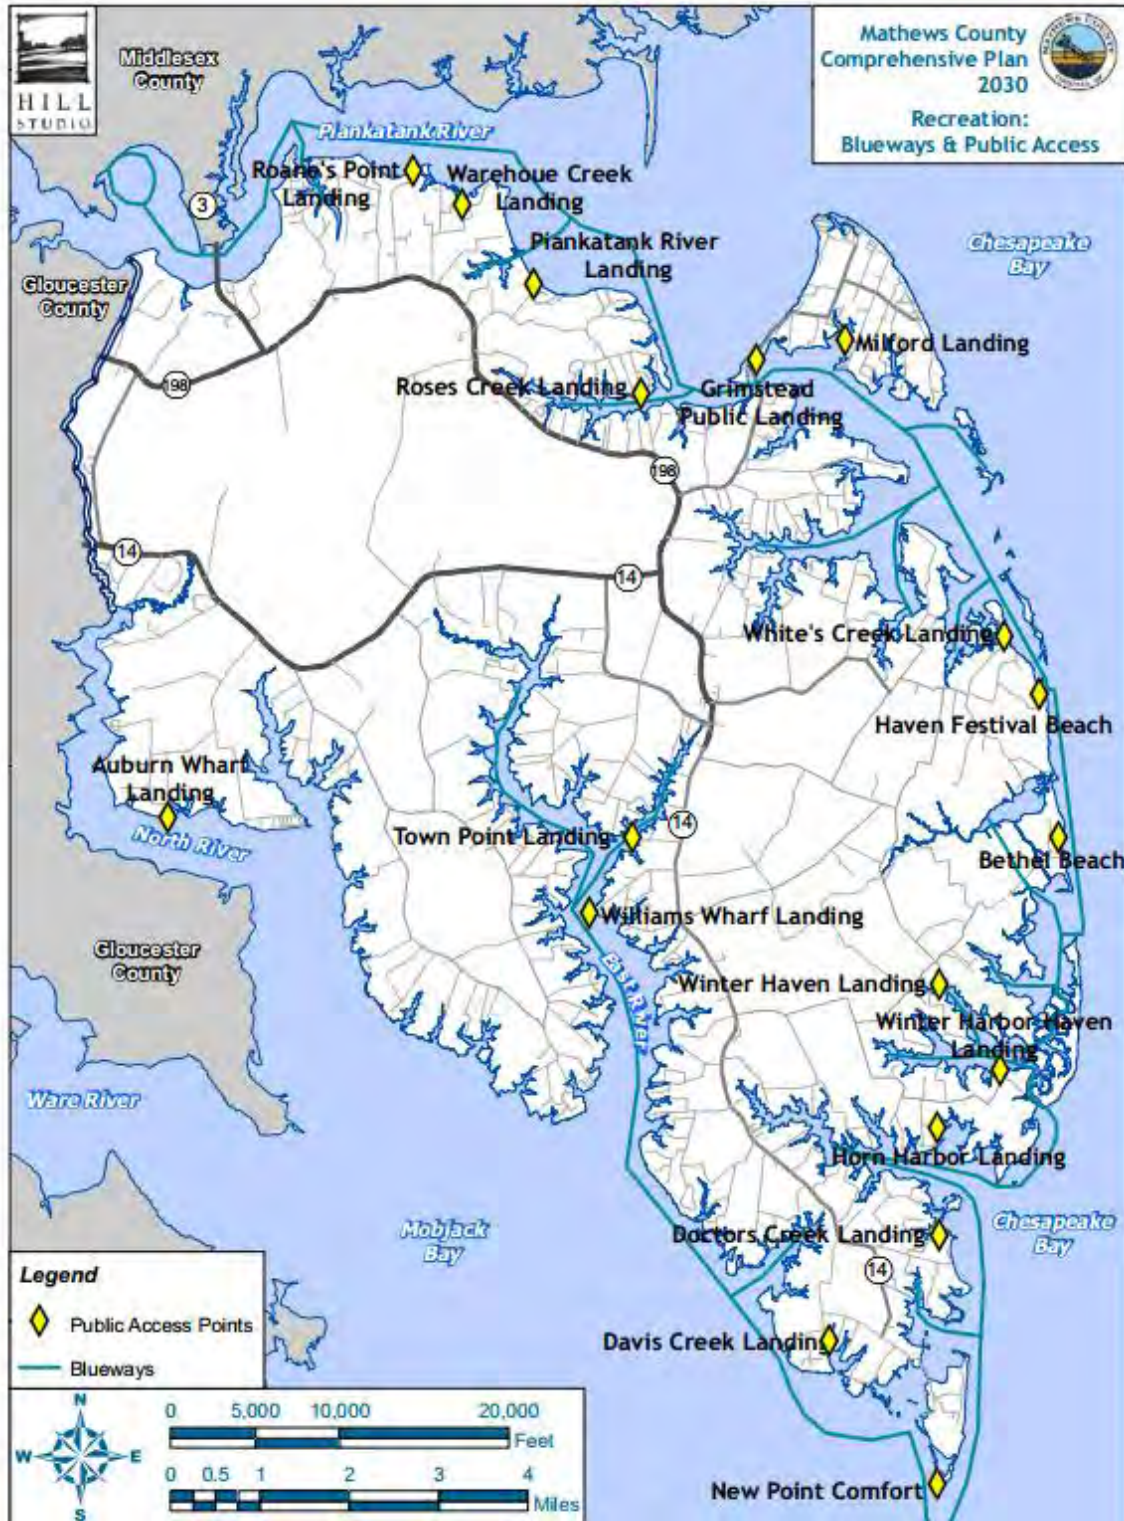 HILL
STUDIO
Mathews County
Comprehensive Plan
2030
Recreation:
Blueways & Public Access
MATHEWS COUNTY
Middlesex
County
Piankatank River
Roane's Point
Landing
Warehoue Creek
Landing
3
Piankatank River
Landing
Chesapeake
Bay
Gloucester
County
Milford Landing
198
Roses Creek Landing
Grimstead
Public Landing
198
14
14
White's Creek Landing
Haven Festival Beach
Auburn Wharf
Landing
North River
Town Point Landing
14
Bethel Beach
Williams Wharf Landing
Gloucester
County
East River
Winter Haven Landing
Winter Harbor Haven
Landing
Ware River
Horn Harbor Landing
Mobjack
Bay
Doctors Creek Landing
Chesapeake
Bay
14
Davis Creek Landing
New Point Comfort
Legend
Public Access Points
Blueways
N
W E
S
0 5,000 10,000 20,000
Feet
0 0.5 1 2 3 4
Miles